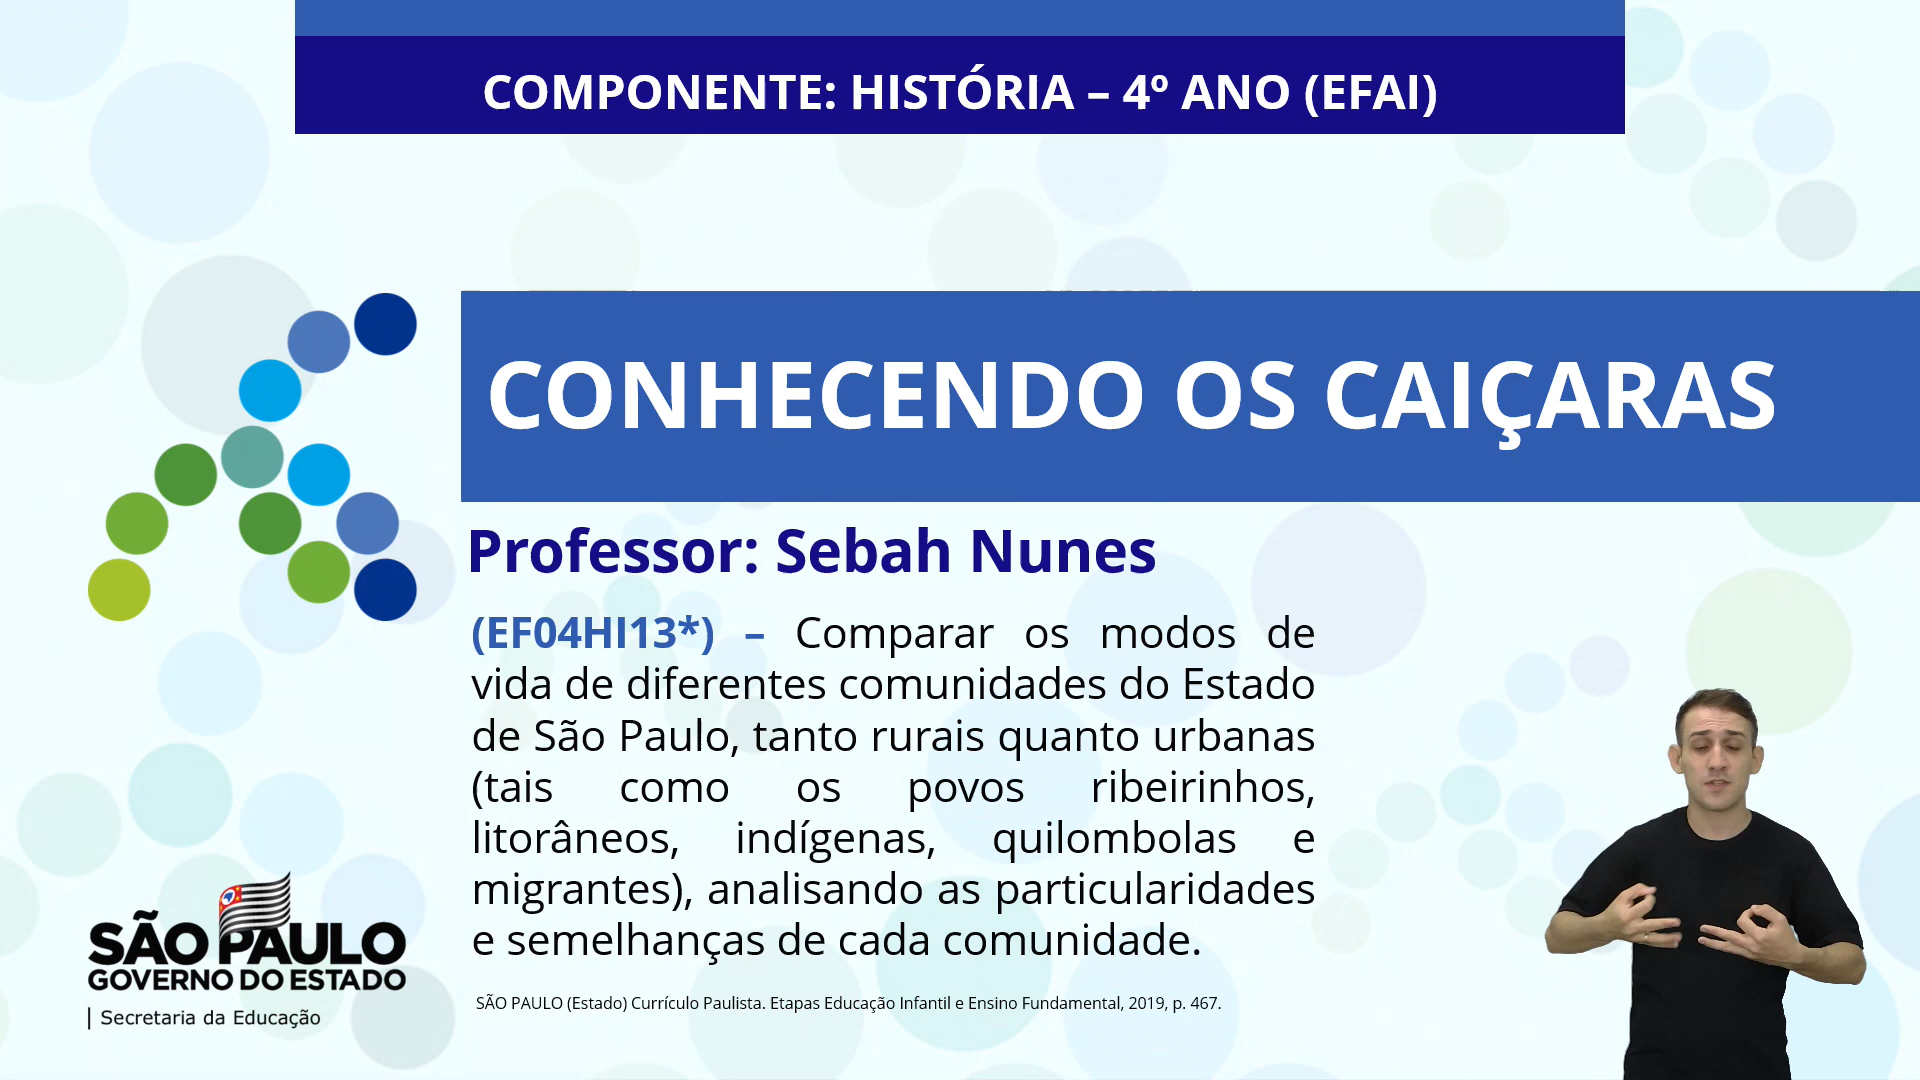 COMPONENTE: HISTÓRIA – 4º ANO (EFAI)
CONHECENDO OS CAIÇARAS
Professor: Sebah Nunes
(EF04HI13*) – Comparar os modos de
vida de diferentes comunidades do Estado
de São Paulo, tanto rurais quanto urbanas
(tais como os povos ribeirinhos,
litorâneos, indígenas, quilombolas e
migrantes), analisando as particularidades
e semelhanças de cada comunidade.
SÃO PAULO (Estado) Currículo Paulista. Etapas Educação Infantil e Ensino Fundamental, 2019, p. 467.
SÃO PAULO
GOVERNO DO ESTADO
| Secretaria da Educação